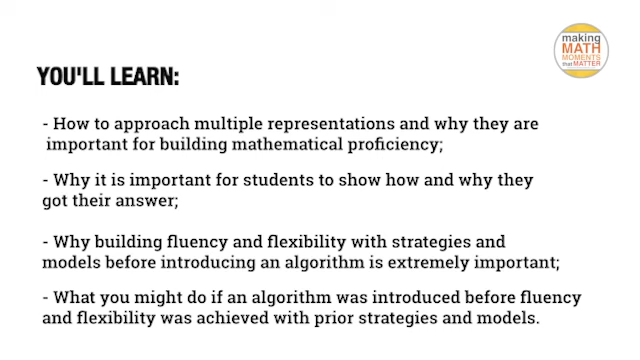 making
MATH
MOMENTS
that MATTER
YOU'LL LEARN:
- How to approach multiple representations and why they are
important for building mathematical proficiency;
- Why it is important for students to show how and why they
got their answer;
- Why building fluency and flexibility with strategies and
models before introducing an algorithm is extremely important;
- What you might do if an algorithm was introduced before fluency
and flexibility was achieved with prior strategies and models.